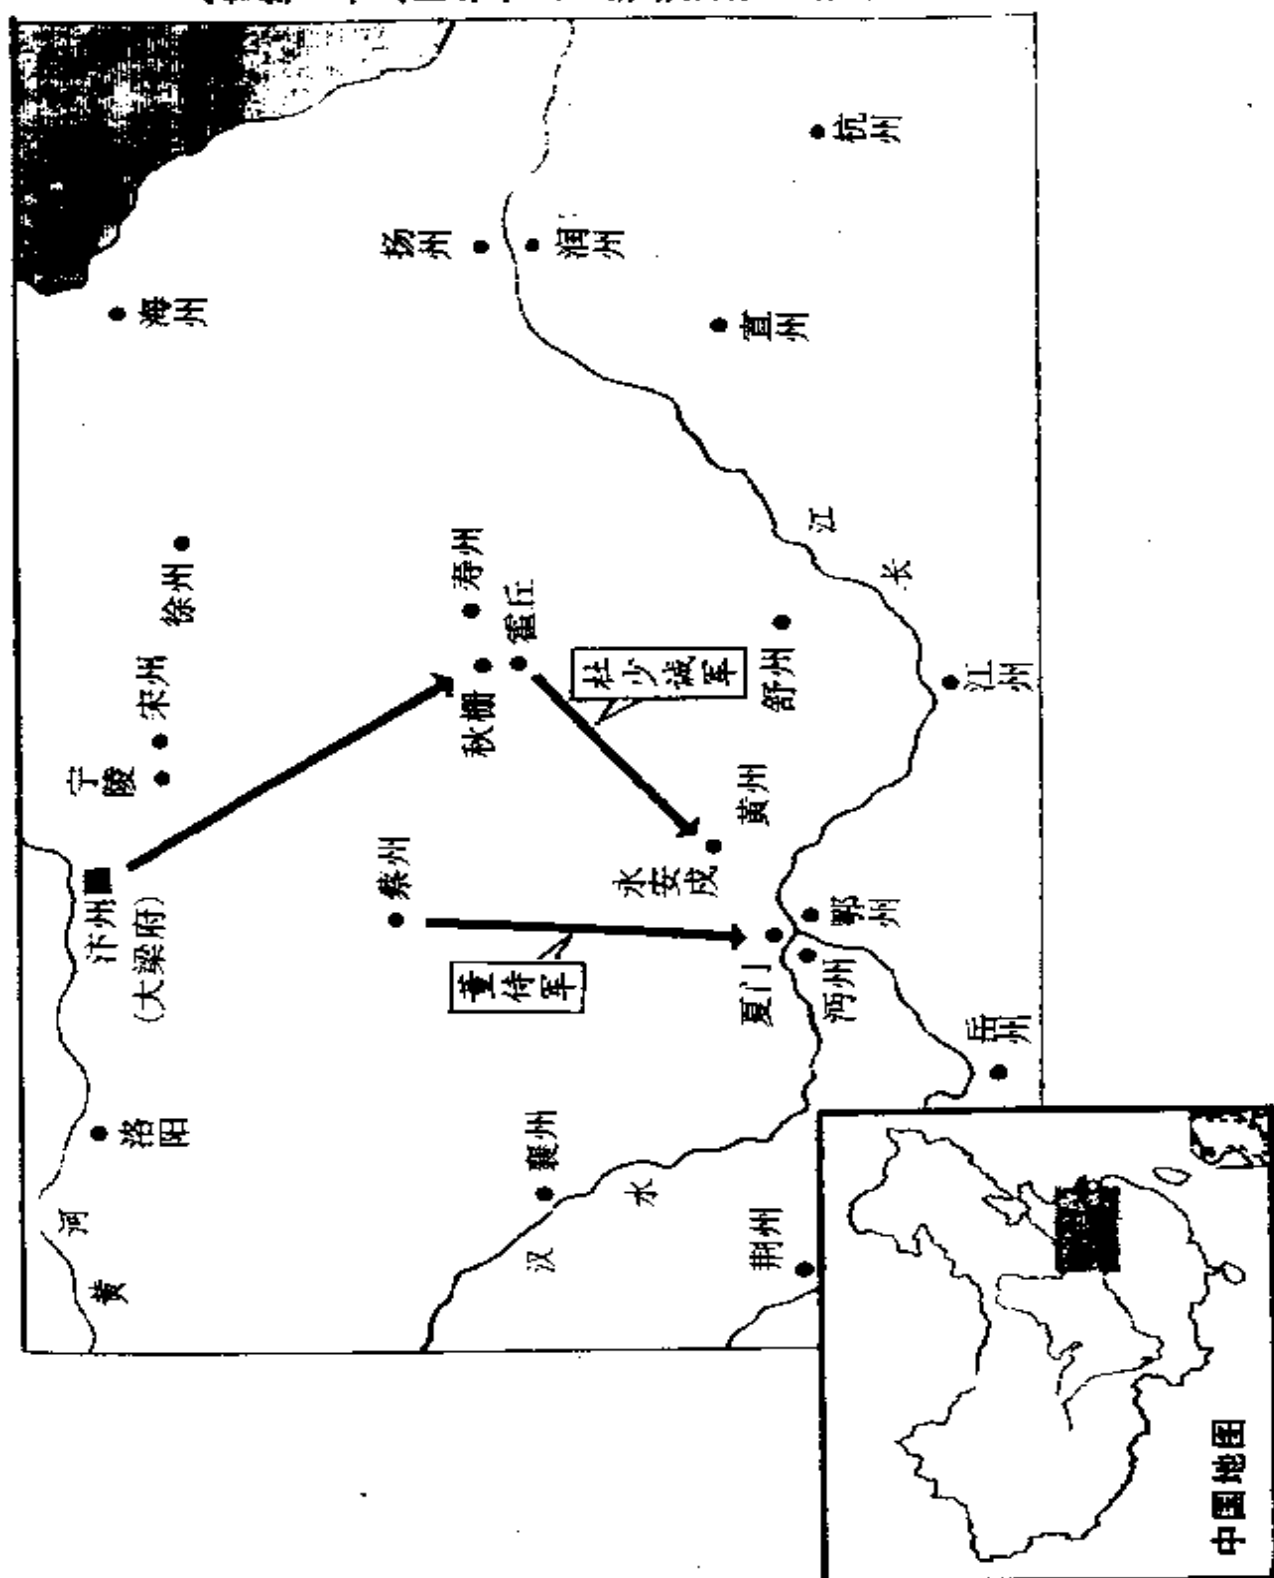 黄
河
洛阳
汴州
(大梁府)
宁陵
宋州
徐州
海州
蔡州
董侍军
秋栅
寿州
霍丘
杜少诚军
扬州
润州
襄州
汉
水
永安戍
黄州
舒州
夏门
沔州
鄂州
荆州
岳州
江州
长
江
直州
杭州
中国地图